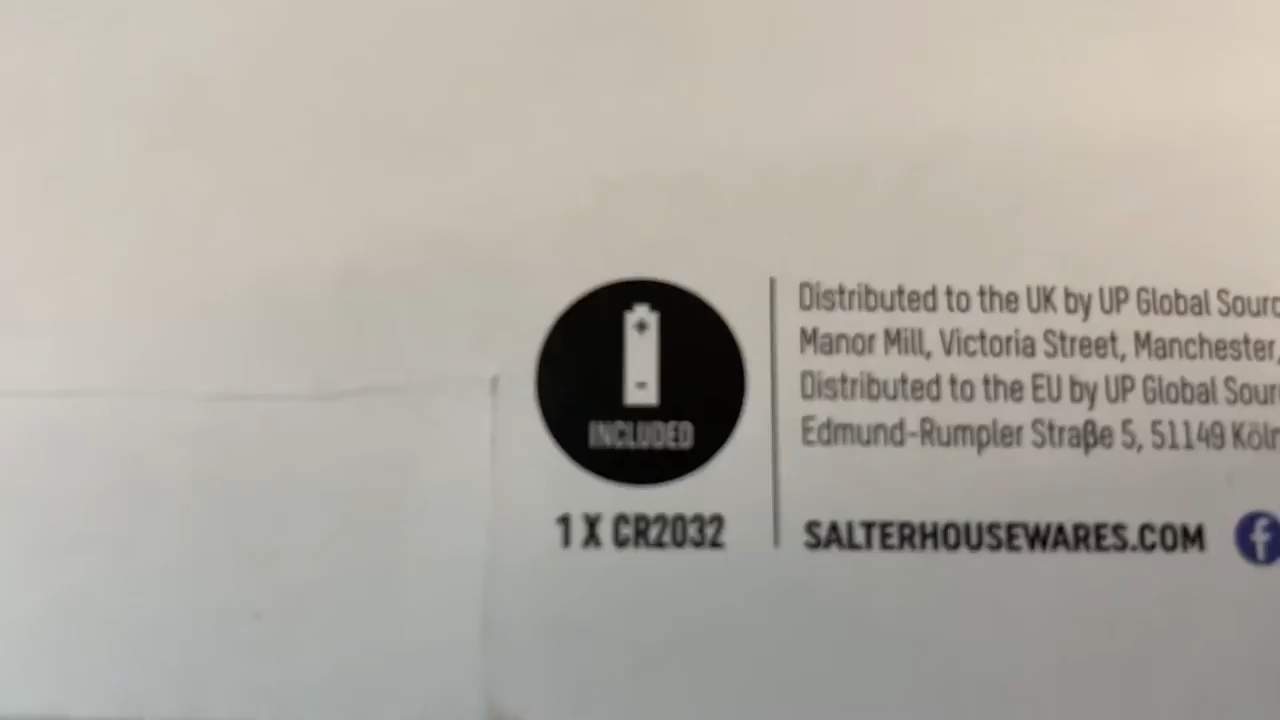 INCLUDED
1 X CR2032
Distributed to the UK by UP Global
Manor Mill, Victoria Street, Manchester,
Distributed to the EU by UP Global
Edmund-Rumpler Straße 5, 51149
SALTERHOUSEWARES.COM